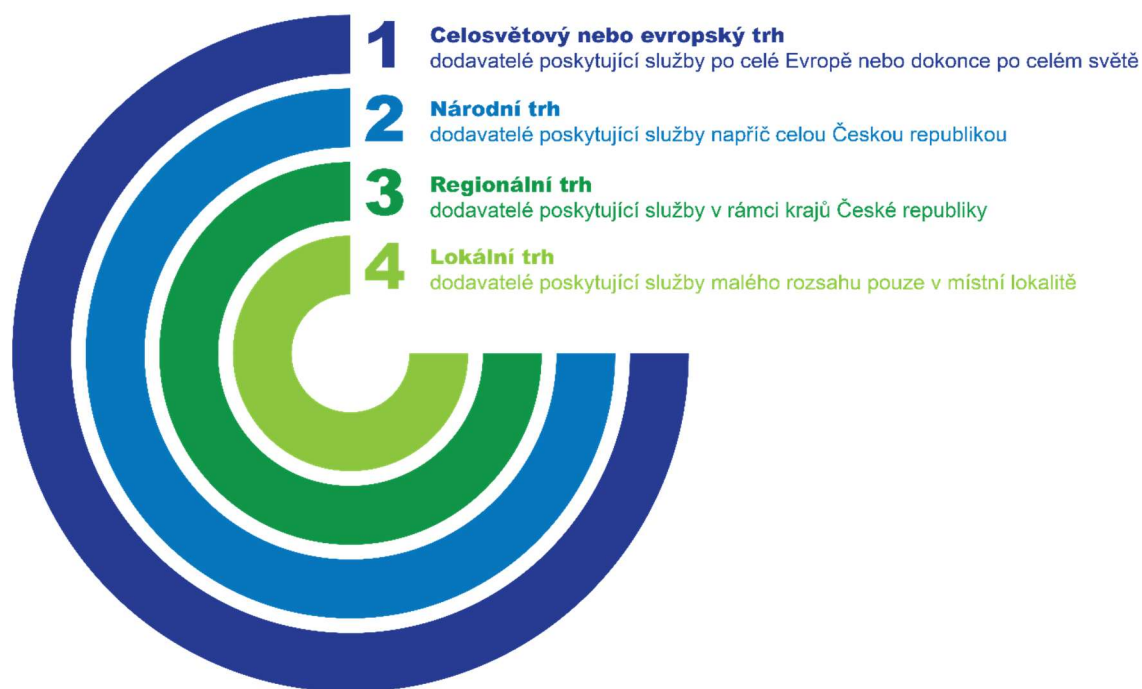 1 Celosvětový nebo evropský trh
dodavatelé poskytující služby po celé Evropě nebo dokonce po celém světě
2 Národní trh
dodavatelé poskytující služby napříč celou Českou republikou
3 Regionální trh
dodavatelé poskytující služby v rámci krajů České republiky
4 Lokální trh
dodavatelé poskytující služby malého rozsahu pouze v místní lokalitě